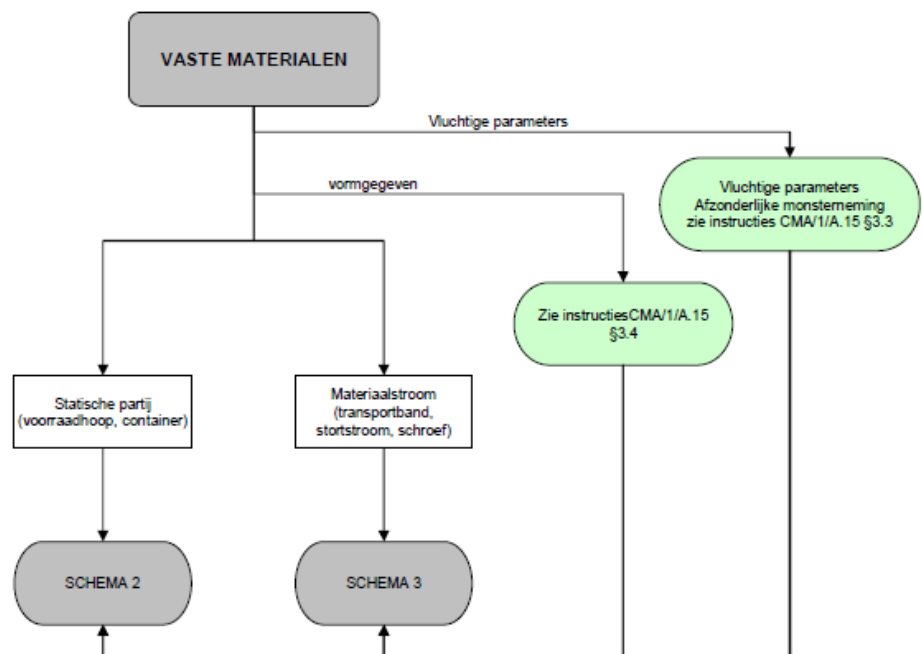 VASTE MATERIALEN
Vluchtige parameters
Vluchtige parameters
Afzonderlijke monsterneming
zie instructies CMA/1/A.15 §3.3
vormgegeven
Zie instructiesCMA/1/A.15
§3.4
Statische partij
(voorraadhoop, container)
Materiaalstroom
(transportband,
stortstroom, schroef)
SCHEMA 2
SCHEMA 3